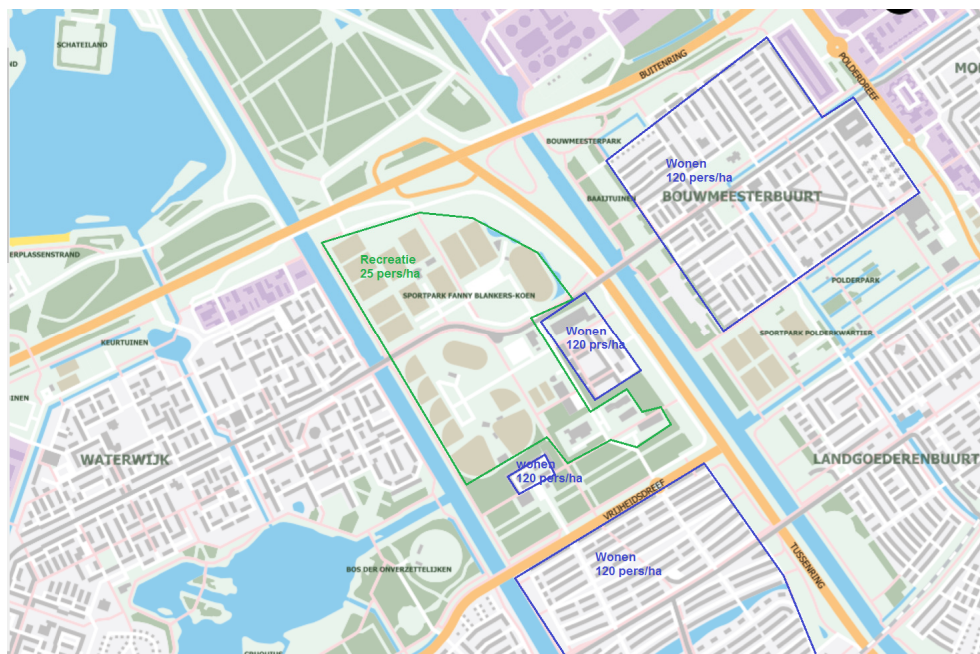 SCHATEILAND
ND
BUITENRING
POLDERDREEF
MO
BOUWMEESTERPARK
Wonen
120 pers/ha
BAAIJTUINEN
BOUWMEESTERBUURT
ERPLASSENSTRAND
Recreatie
25 pers/ha
SPORTPARK FANNY BLANKERS-KOEN
POLDERPARK
KEURTUINEN
Wonen
120 prs/ha
SPORTPARK POLDERKWARTIER
INEN
WATERWIJK
wonen
120 pers/ha
LANDGOEDERENBUURT
VRIJHEIDSDREEF
Wonen
120 pers/ha
TUSSENRING
BOS DER ONVERZETTELIJKEN